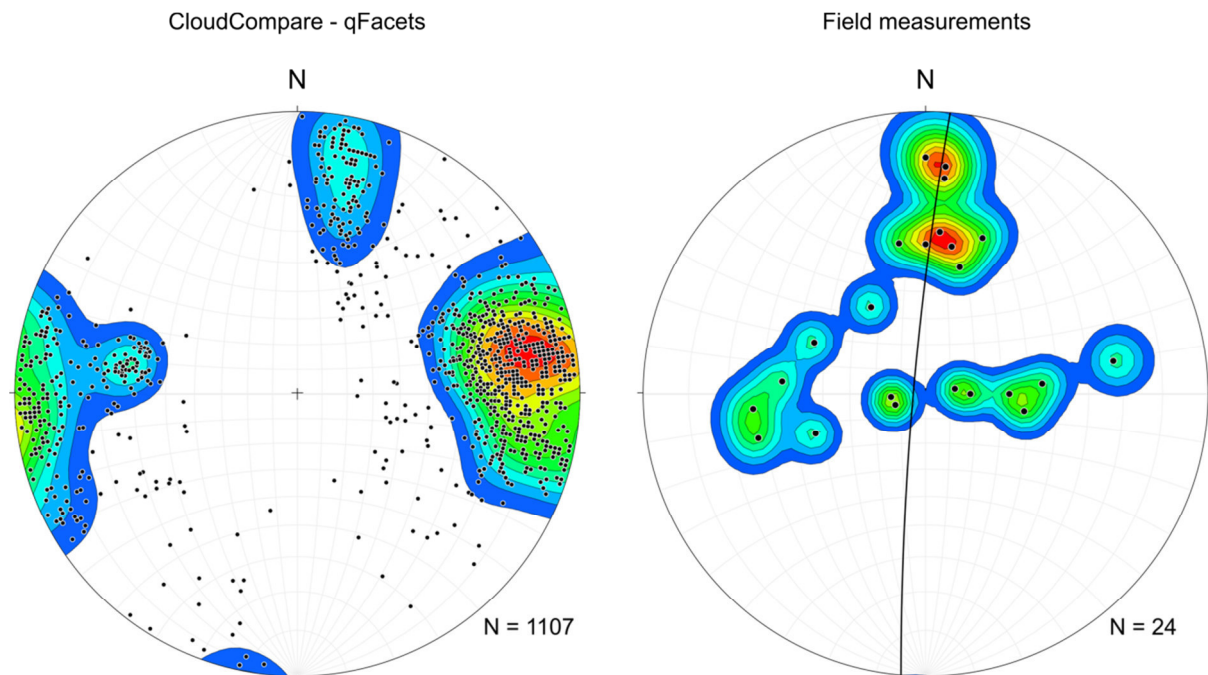 CloudCompare - qFacets
Field measurements
N
N
N = 1107
N = 24